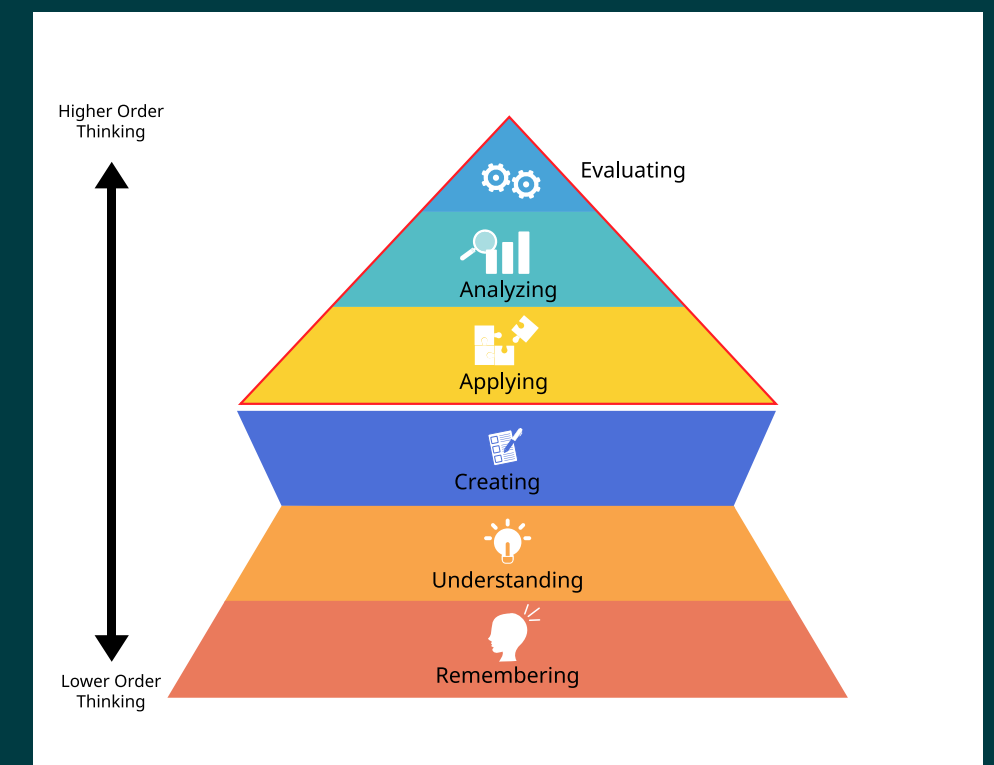 Higher Order
Thinking
Evaluating
Analyzing
Applying
Creating
Understanding
Remembering
Lower Order
Thinking